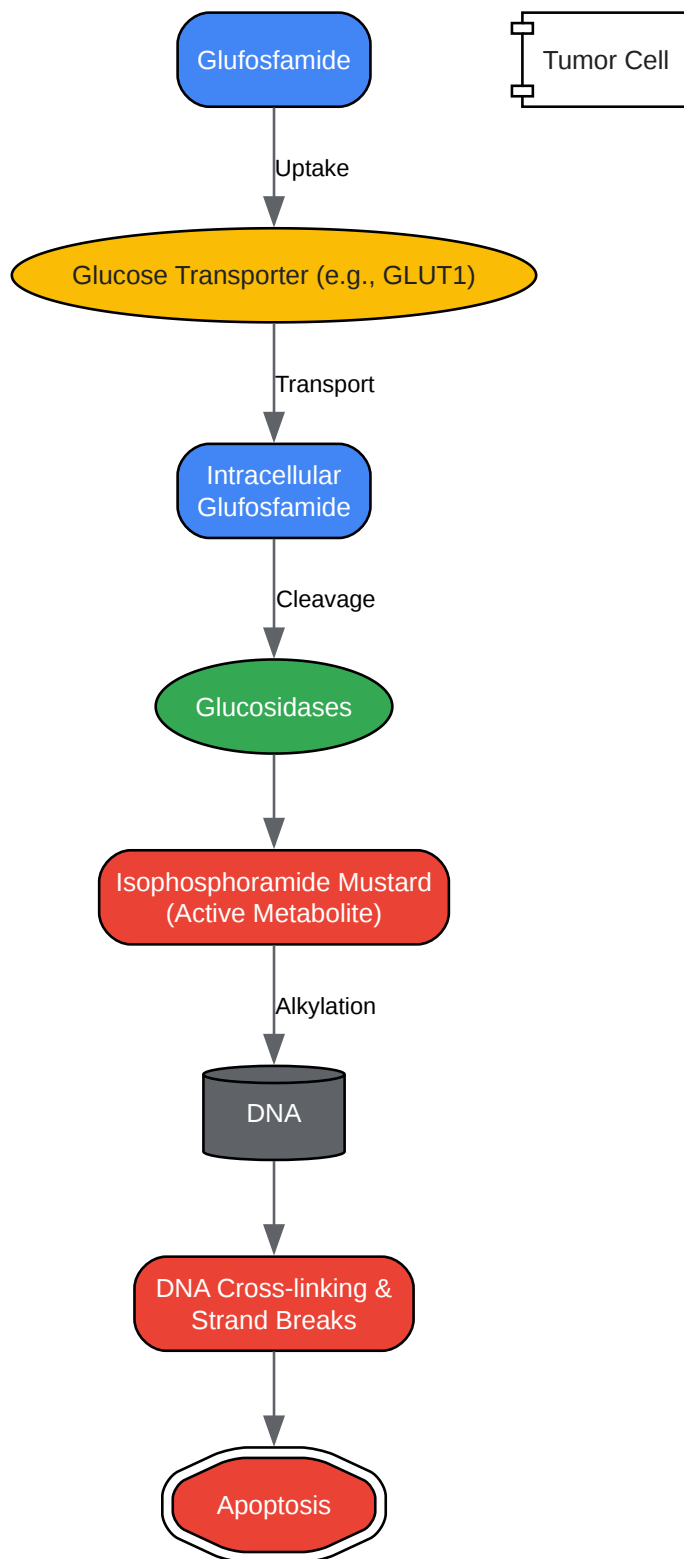 Glufosfamide
Tumor Cell
Uptake
Glucose Transporter (e.g., GLUT1)
Transport
Intracellular
Glufosfamide
Cleavage
Glucosidases
Isophosphoramide Mustard
(Active Metabolite)
Alkylation
DNA
DNA Cross-linking &
Strand Breaks
Apoptosis